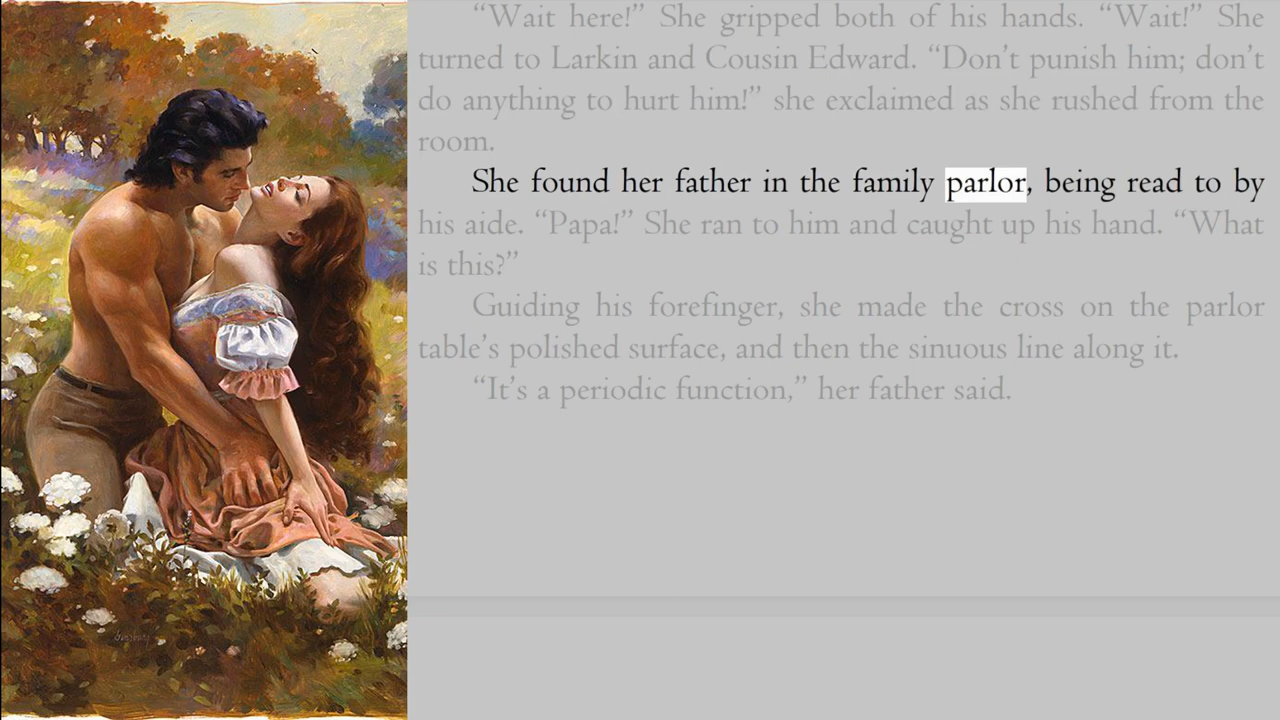 “Wait here!” She gripped both of his hands. “Wait!” She
turned to Larkin and Cousin Edward. “Don’t punish him; don’t
do anything to hurt him!” she exclaimed as she rushed from the
room.
She found her father in the family parlor, being read to by
his aide. “Papa!” She ran to him and caught up his hand. “What
is this?”
Guiding his forefinger, she made the cross on the parlor
table’s polished surface, and then the sinuous line along it.
“It’s a periodic function,” her father said.